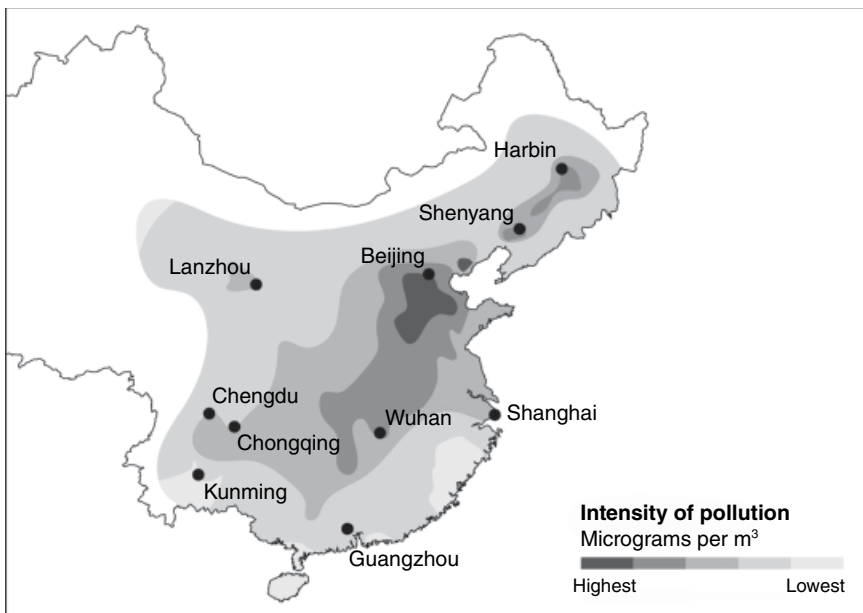 Harbin
Shenyang
Beijing
Lanzhou
Chengdu
Shanghai
Wuhan
Chongqing
Kunming
Guangzhou
Intensity of pollution
Micrograms per m³
Highest Lowest